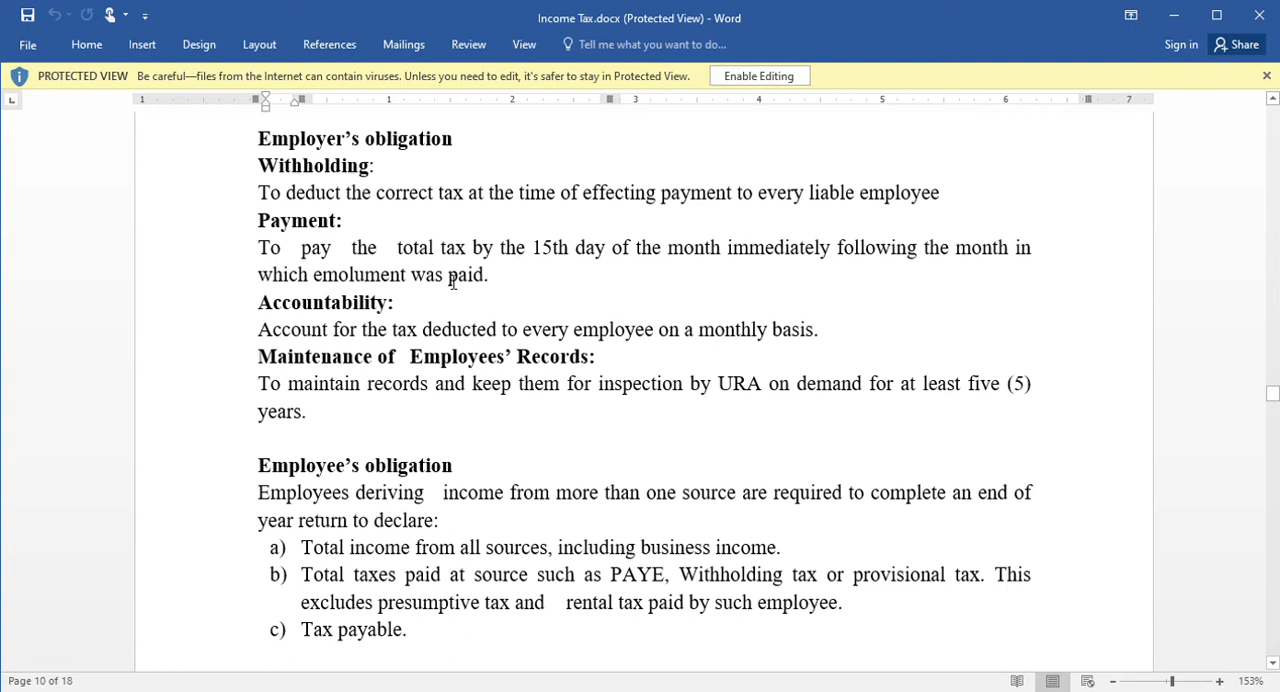 Income Tax.docx (Protected View) - Word
File Home Insert Design Layout References Mailings Review View Tell me what you want to do... Sign in Share
PROTECTED VIEW Be careful—files from the Internet can contain viruses. Unless you need to edit, it's safer to stay in Protected View. Enable Editing
1 1 2 3 4 5 6 7
Employer’s obligation
Withholding:
To deduct the correct tax at the time of effecting payment to every liable employee
Payment:
To pay the total tax by the 15th day of the month immediately following the month in
which emolument was paid.
Accountability:
Account for the tax deducted to every employee on a monthly basis.
Maintenance of Employees’ Records:
To maintain records and keep them for inspection by URA on demand for at least five (5)
years.
Employee’s obligation
Employees deriving income from more than one source are required to complete an end of
year return to declare:
a) Total income from all sources, including business income.
b) Total taxes paid at source such as PAYE, Withholding tax or provisional tax. This
excludes presumptive tax and rental tax paid by such employee.
c) Tax payable.
Page 10 of 18
153%